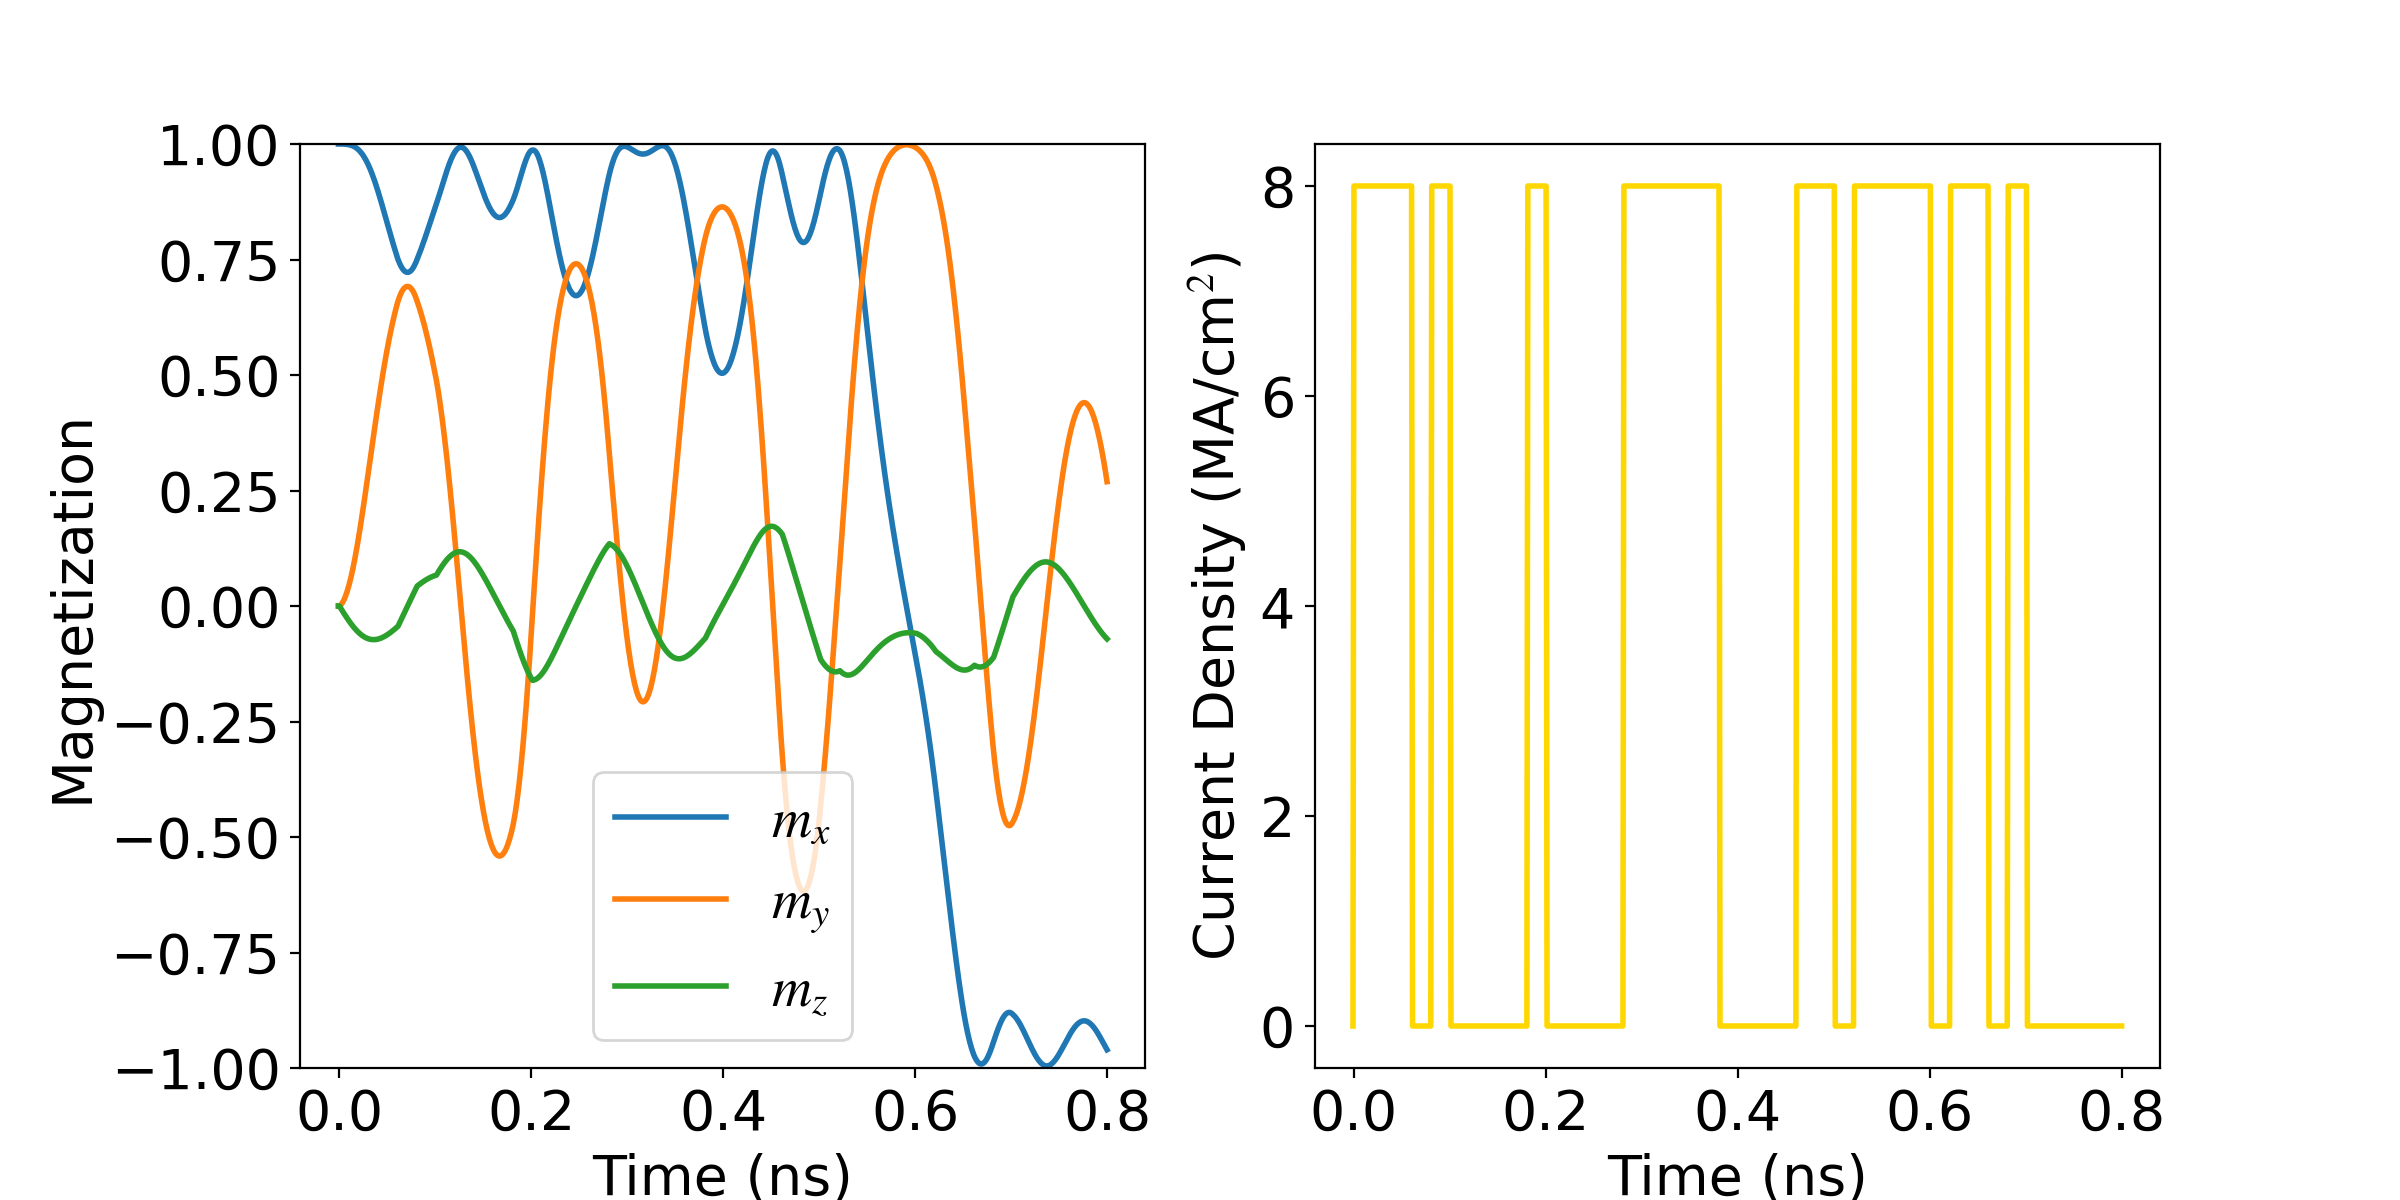 1.00
0.75
0.50
0.25
0.00
−0.25
−0.50
−0.75
−1.00
0.0 0.2 0.4 0.6 0.8
Time (ns)
Magnetization
m_x
m_y
m_z
8
6
4
2
0
0.0 0.2 0.4 0.6 0.8
Time (ns)
Current Density (MA/cm²)